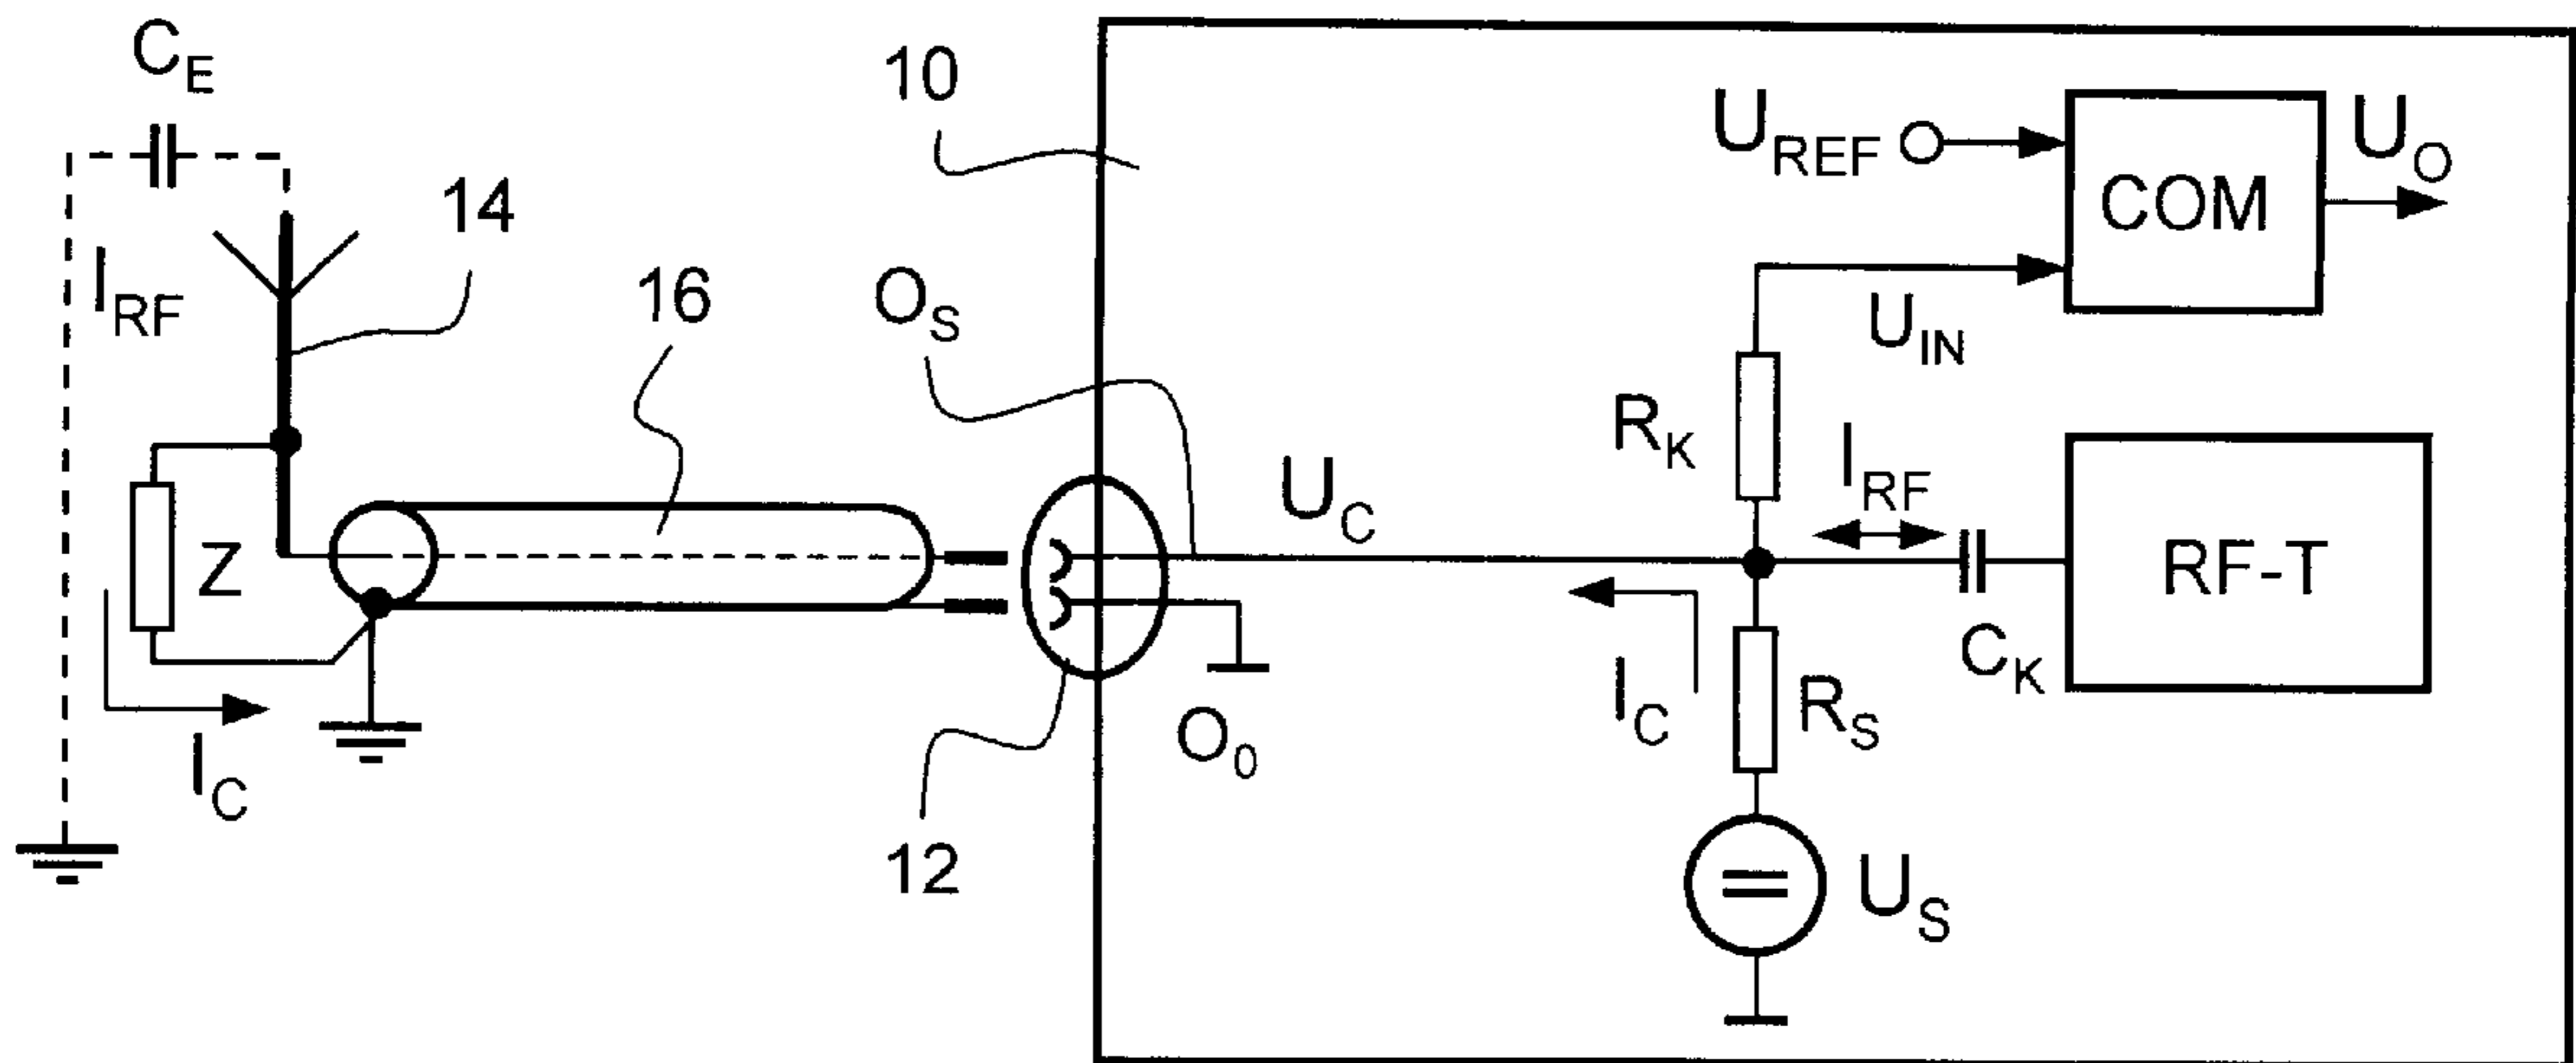 C_E
10
U_REF
COM
U_O
14
I_RF
16
O_S
U_IN
R_K
I_RF
U_C
Z
RF-T
C_K
I_C
R_S
O_0
I_C
12
U_S